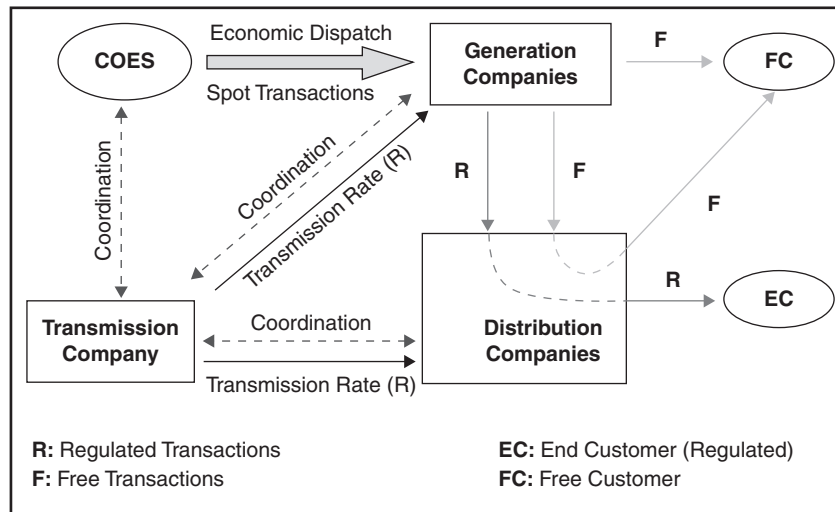 COES
Economic Dispatch
Spot Transactions
Generation
Companies
F
FC
Coordination
Coordination
Transmission Rate (R)
R
F
F
Transmission
Company
Coordination
Transmission Rate (R)
Distribution
Companies
R
EC
R: Regulated Transactions
F: Free Transactions
EC: End Customer (Regulated)
FC: Free Customer